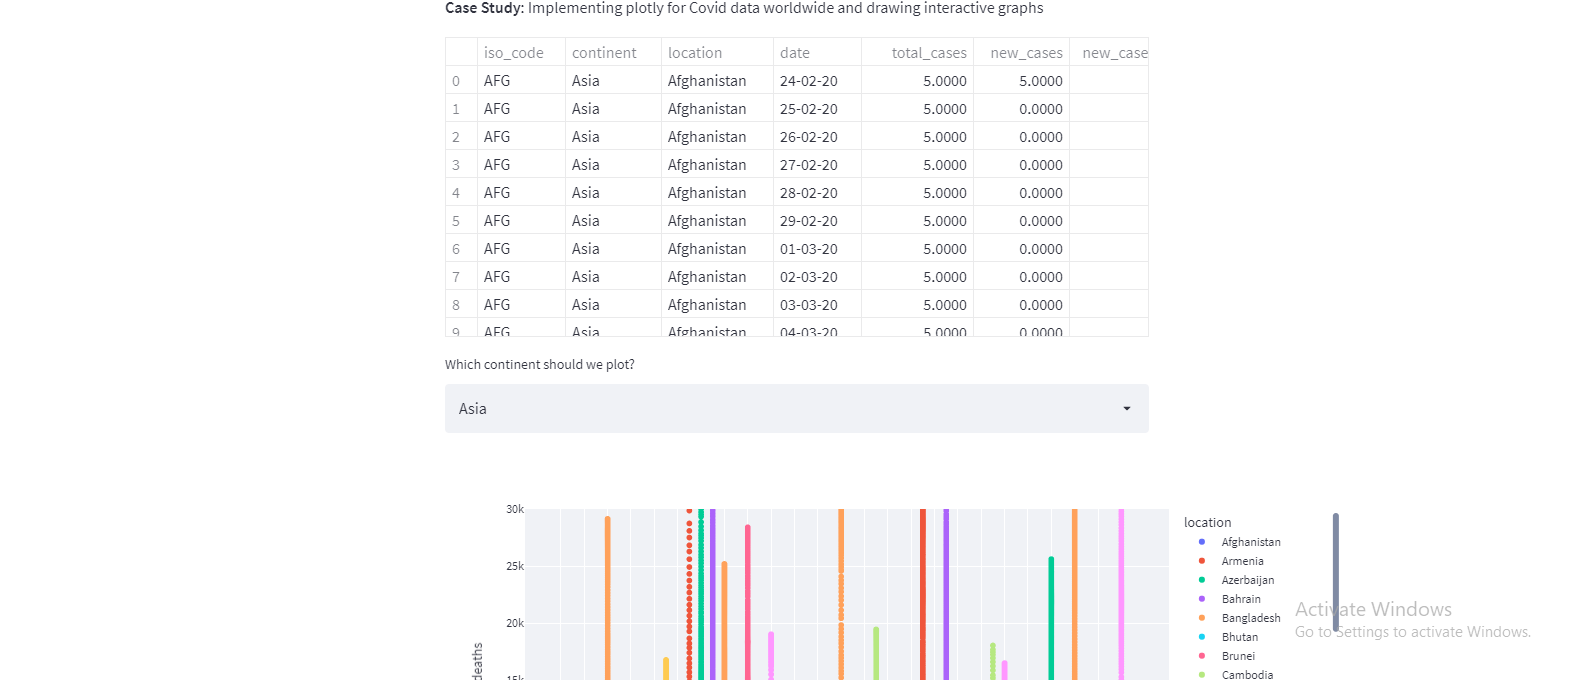 Case Study: Implementing plotly for Covid data worldwide and drawing interactive graphs
iso_code continent location date total_cases new_cases new_case
0 AFG Asia Afghanistan 24-02-20 5.0000 5.0000
1 AFG Asia Afghanistan 25-02-20 5.0000 0.0000
2 AFG Asia Afghanistan 26-02-20 5.0000 0.0000
3 AFG Asia Afghanistan 27-02-20 5.0000 0.0000
4 AFG Asia Afghanistan 28-02-20 5.0000 0.0000
5 AFG Asia Afghanistan 29-02-20 5.0000 0.0000
6 AFG Asia Afghanistan 01-03-20 5.0000 0.0000
7 AFG Asia Afghanistan 02-03-20 5.0000 0.0000
8 AFG Asia Afghanistan 03-03-20 5.0000 0.0000
9 AFG Asia Afghanistan 04-03-20 5.0000 0.0000
Which continent should we plot?
Asia
30k
25k
20k
15k
deaths
location
Afghanistan
Armenia
Azerbaijan
Bahrain
Bangladesh
Bhutan
Brunei
Cambodia
Activate Windows
Go to Settings to activate Windows.